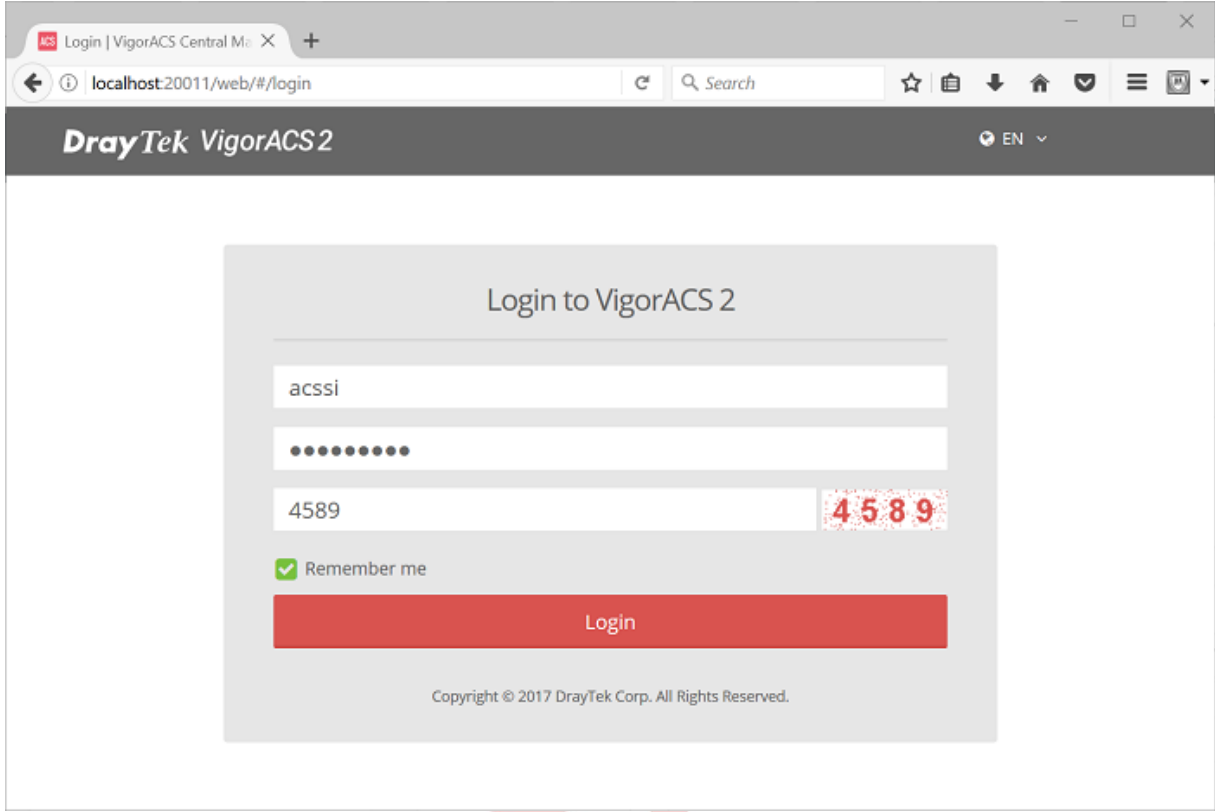 ACS Login | VigorACS Central Ma
localhost:20011/web/#/login
Search
DrayTek VigorACS 2
EN
Login to VigorACS 2
acssi
•••••••••
4589
4589
Remember me
Login
Copyright © 2017 DrayTek Corp. All Rights Reserved.